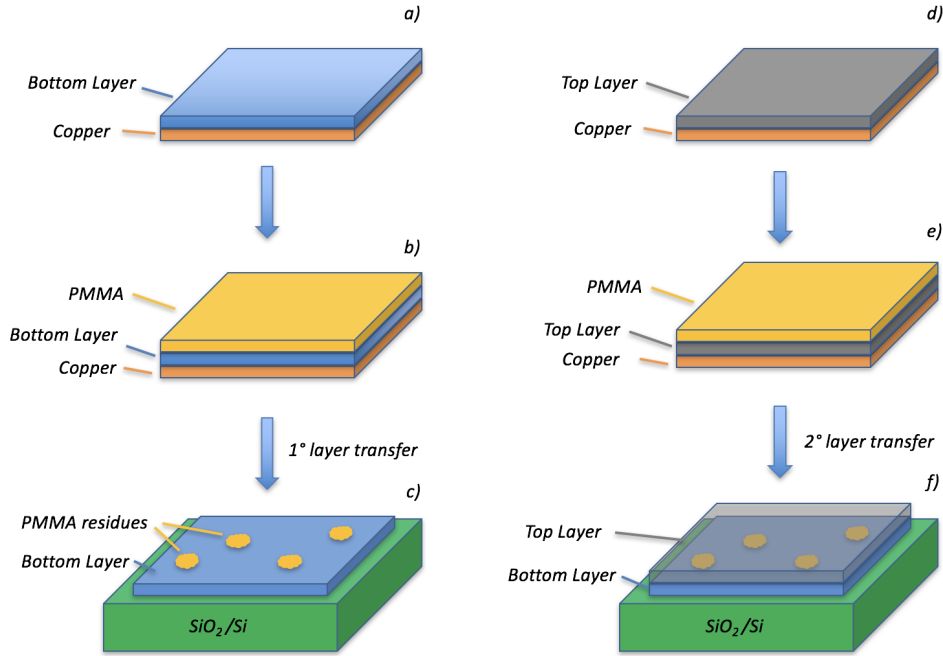 a)
Bottom Layer
Copper
b)
PMMA
Bottom Layer
Copper
1° layer transfer
c)
PMMA residues
Bottom Layer
SiO₂/Si
d)
Top Layer
Copper
e)
PMMA
Top Layer
Copper
2° layer transfer
f)
Top Layer
Bottom Layer
SiO₂/Si